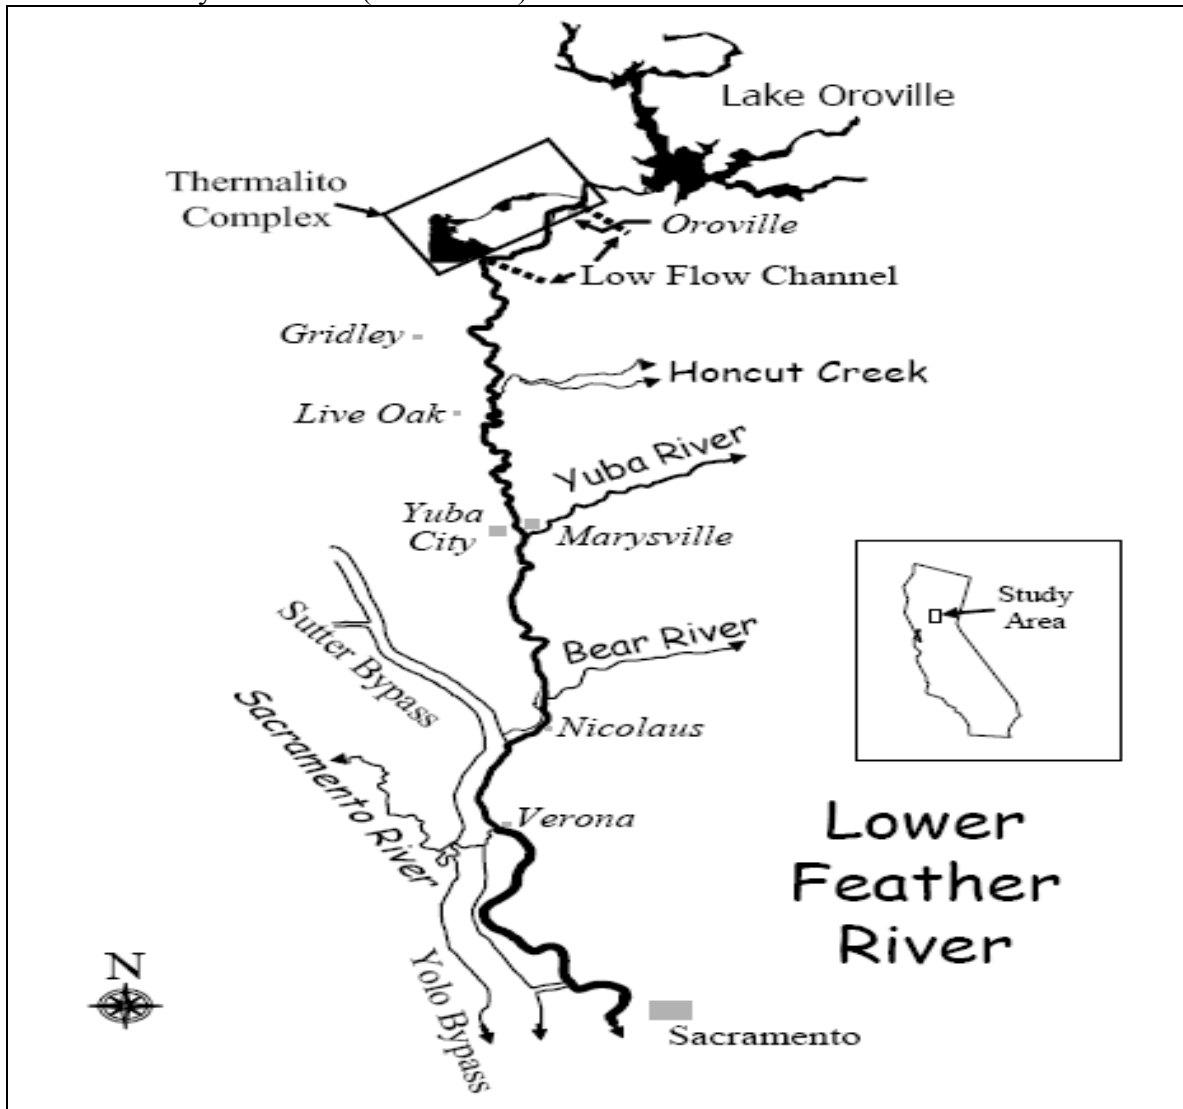 Lake Oroville
Thermalito
Complex
Oroville
Low Flow Channel
Gridley
Honcut Creek
Live Oak
Yuba River
Yuba
City
Marysville
Study
Area
Sutter Bypass
Bear River
Sacramento River
Nicolaus
Verona
Lower
Feather
River
N
Yolo Bypass
Sacramento